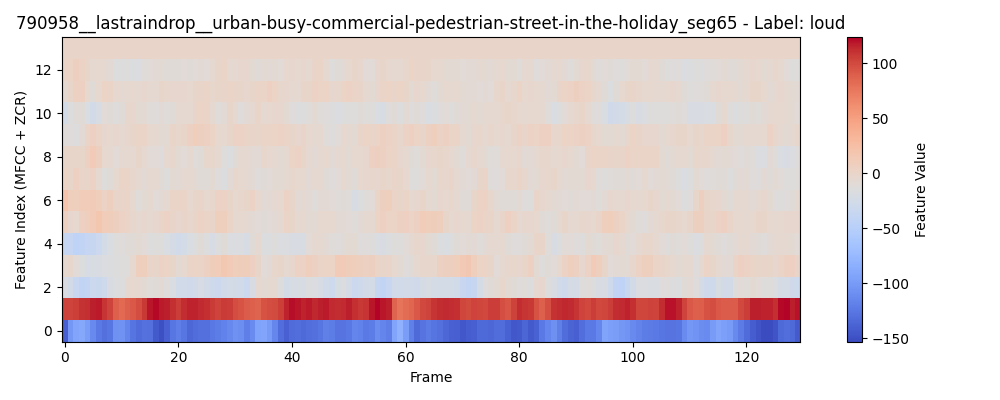 790958__lastraindrop__urban-busy-commercial-pedestrian-street-in-the-holiday_seg65 - Label: loud
Feature Index (MFCC + ZCR)
12
10
8
6
4
2
0
0 20 40 60 80 100 120
Frame
100
50
0
−50
−100
−150
Feature Value